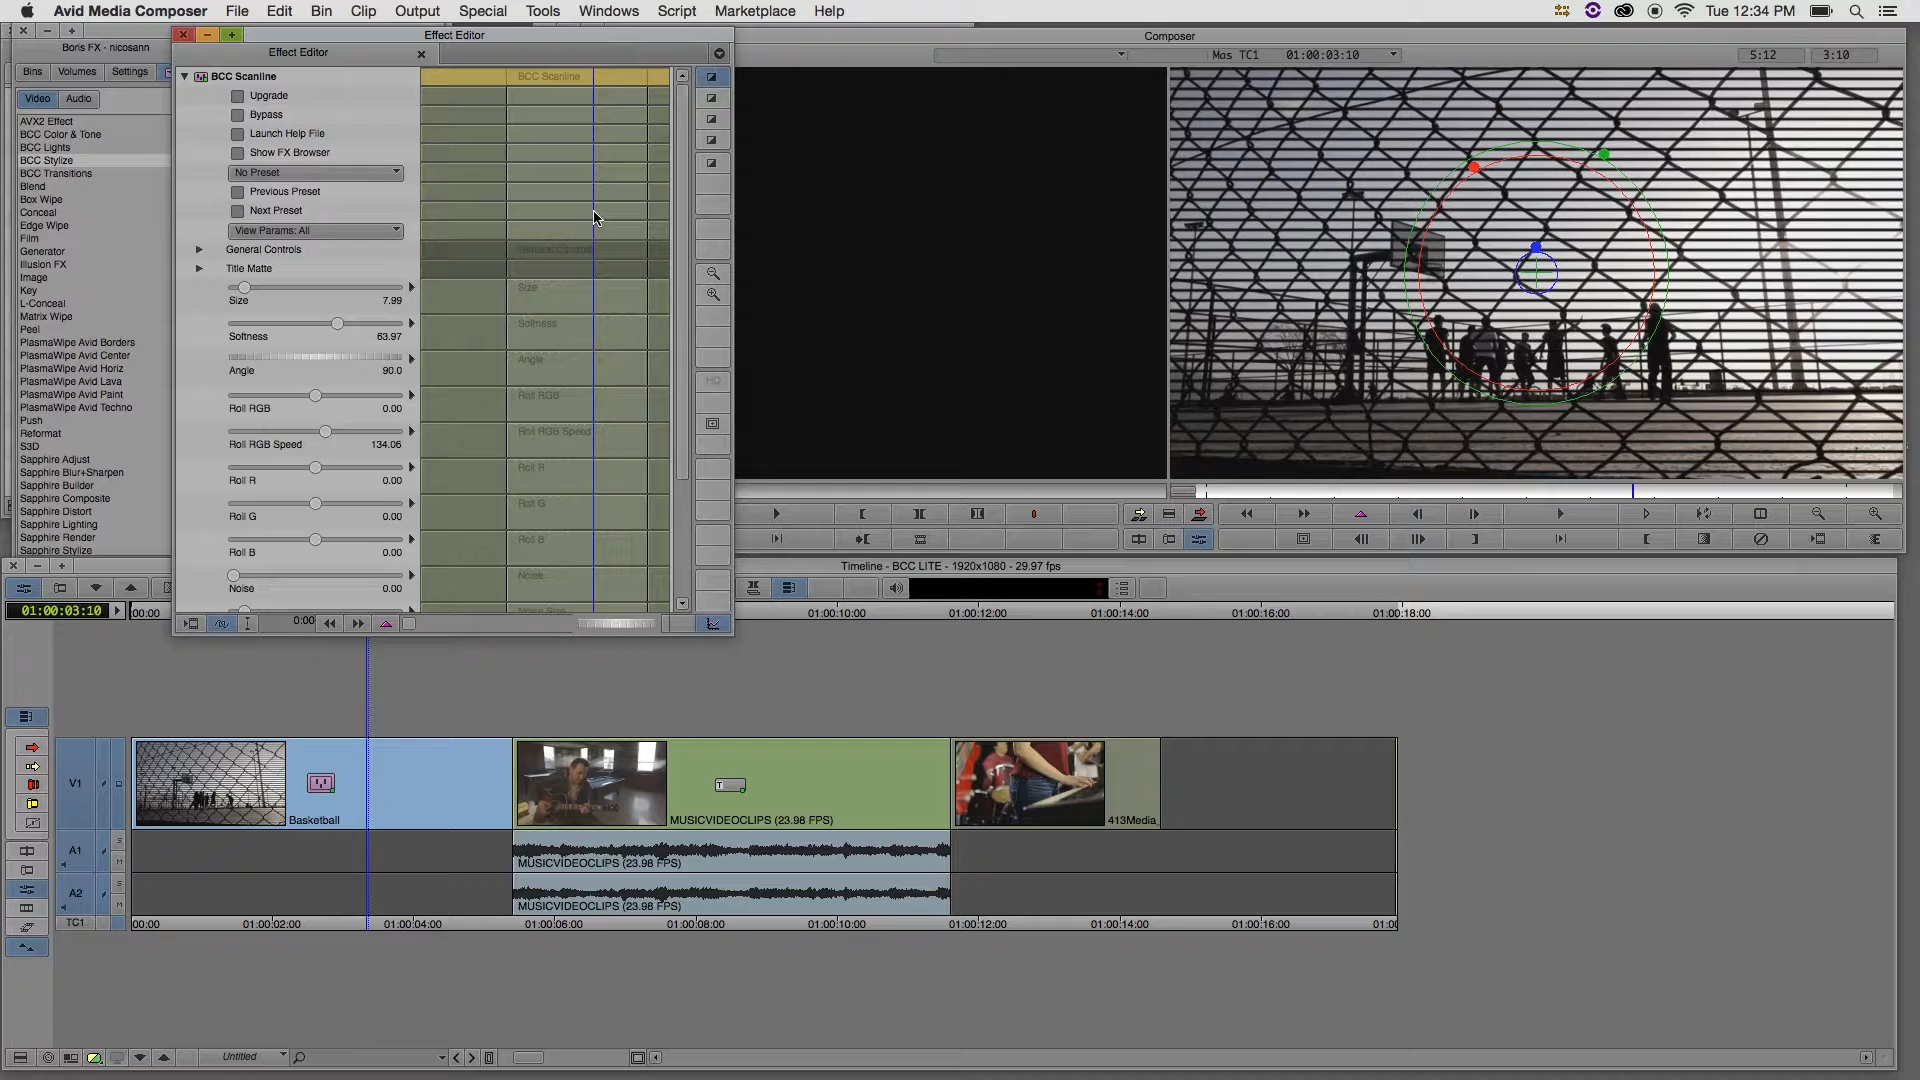 Avid Media Composer File Edit Bin Clip Output Special Tools Windows Script Marketplace Help Tue 12:34 PM
Effect Editor
Composer
Boris FX - nicosann
Effect Editor
Mas TC1 01:00:03:10 5:12 3:10
Bins Volumes Settings
Video Audio
AVX2 Effect
BCC Color & Tone
BCC Lights
BCC Stylize
BCC Transitions
Blend
Box Wipe
Conceal
Edge Wipe
Film
Generator
Illusion FX
Image
Key
L-Conceal
Matrix Wipe
Peel
PlasmaWipe Avid Borders
PlasmaWipe Avid Center
PlasmaWipe Avid Horiz
PlasmaWipe Avid Lava
PlasmaWipe Avid Paint
PlasmaWipe Avid Techno
Push
Reformat
S3D
Sapphire Adjust
Sapphire Blur+Sharpen
Sapphire Builder
Sapphire Composite
Sapphire Distort
Sapphire Lighting
Sapphire Render
Sapphire Stylize
BCC Scanline
Upgrade
Bypass
Launch Help File
Show FX Browser
No Preset
Previous Preset
Next Preset
View Params: All
General Controls
Title Matte
Size 7.99
Softness 63.97
Angle 90.0
Roll RGB 0.00
Roll RGB Speed 134.06
Roll R 0.00
Roll G 0.00
Roll B 0.00
Noise 0.00
BCC Scanline
General Controls
Size
Softness
Angle
Roll RGB
Roll RGB Speed
Roll R
Roll G
Roll B
Noise
Noise Size
HQ
0:00
Timeline - BCC LITE - 1920x1080 - 29.97 fps
01:00:03:10 00:00 01:00:10:00 01:00:12:00 01:00:14:00 01:00:16:00 01:00:18:00
V1
T
Basketball
MUSICVIDEOCLIPS (23.98 FPS)
413Media
A1 S M
MUSICVIDEOCLIPS (23.98 FPS)
A2 S M
MUSICVIDEOCLIPS (23.98 FPS)
TC1 00:00 01:00:02:00 01:00:04:00 01:00:06:00 01:00:08:00 01:00:10:00 01:00:12:00 01:00:14:00 01:00:16:00 01:00
Untitled